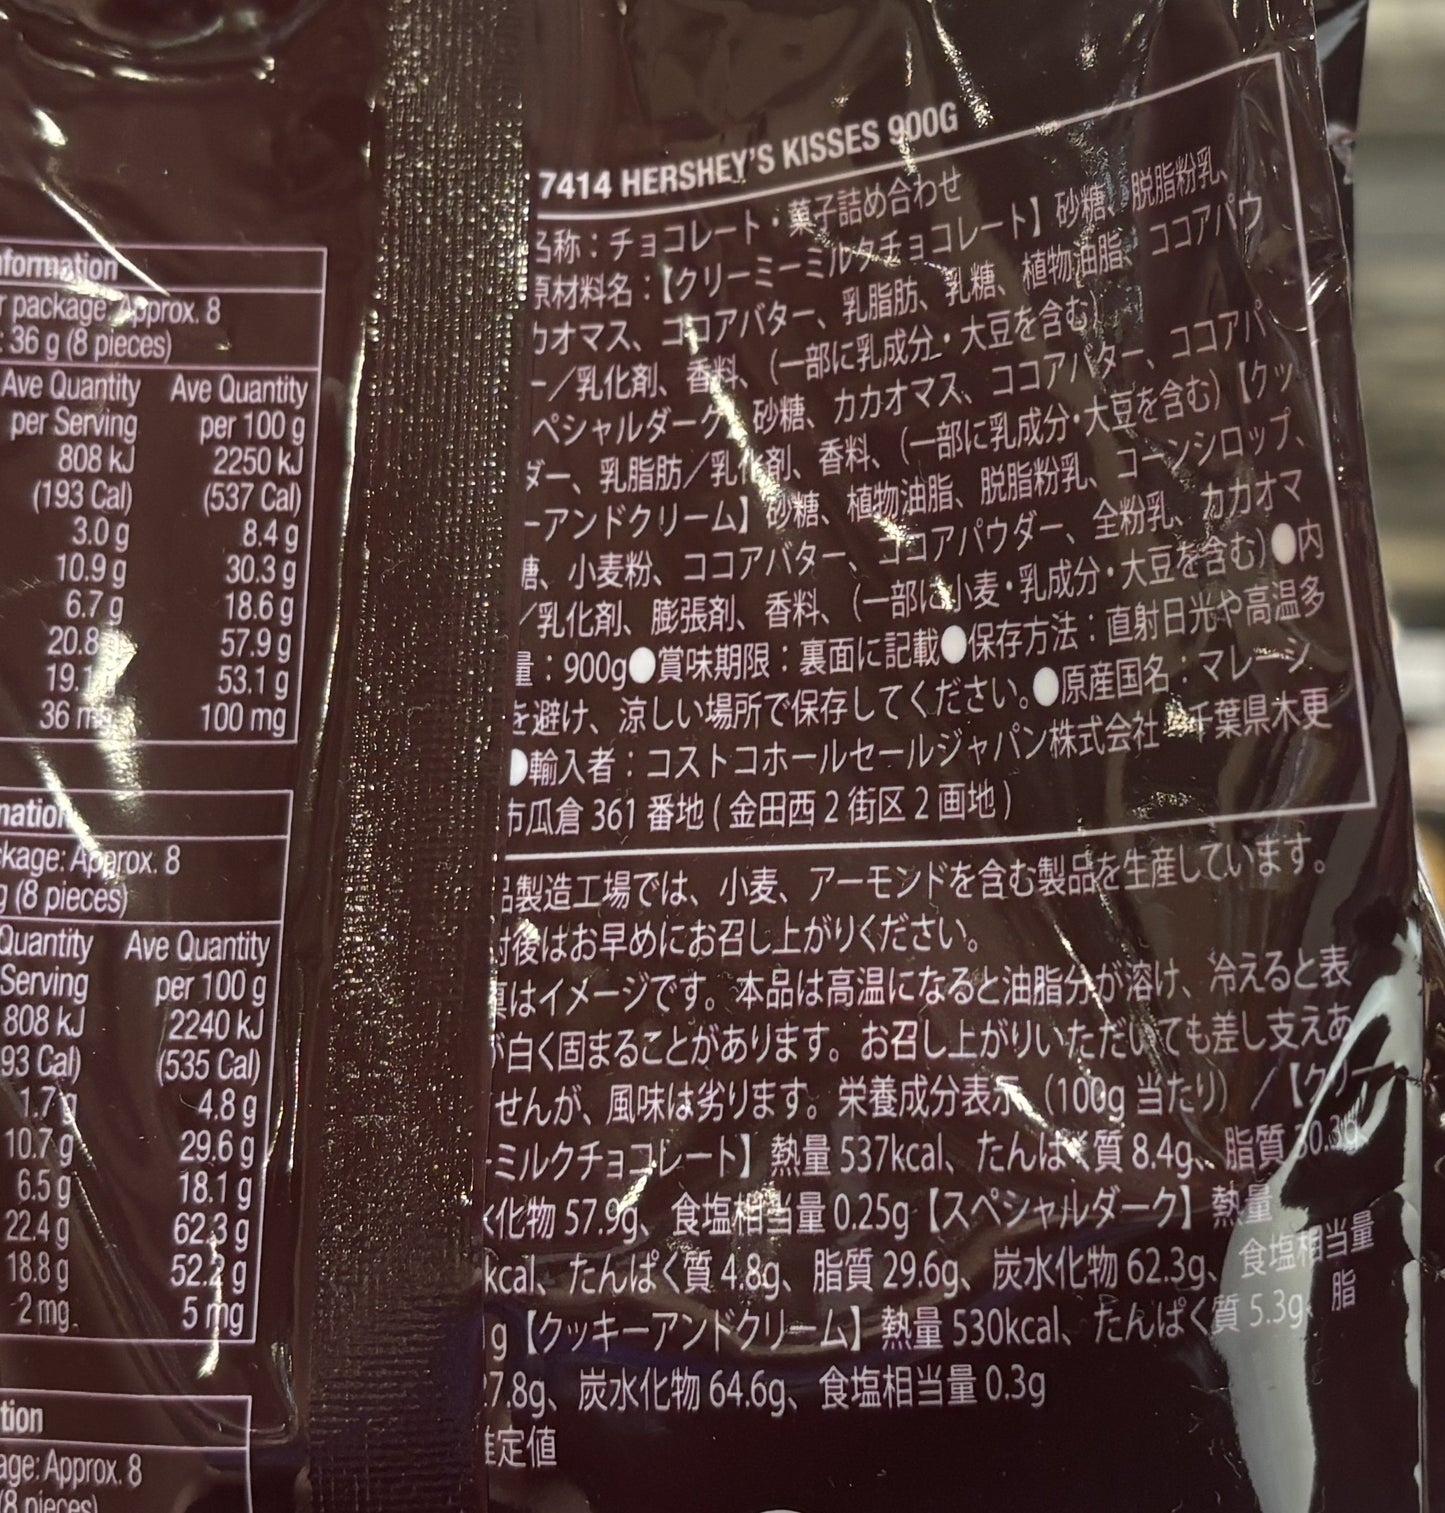 nformation
r package: Approx. 8
: 36 g (8 pieces)
Ave Quantity Ave Quantity
per Serving per 100 g
808 kJ 2250 kJ
(193 Cal) (537 Cal)
3.0 g 8.4 g
10.9 g 30.3 g
6.7 g 18.6 g
20.8 57.9 g
19. 53.1 g
36 mg 100 mg
mation
ckage: Approx. 8
g (8 pieces)
Quantity Ave Quantity
Serving per 100 g
808 kJ 2240 kJ
93 Cal) (535 Cal)
1.7 g 4.8 g
10.7 g 29.6 g
6.5 g 18.1 g
22.4 g 62.3 g
18.8 g 52.2 g
2 mg 5 mg
tion
age: Approx. 8
(8 pieces)
7414 HERSHEY'S KISSES 900G
名称：チョコレート・菓子詰め合わせ
原材料名：【クリーミーミルクチョコレート】砂糖、脱脂粉乳、
カオマス、ココアバター、乳脂肪、乳糖、植物油脂、ココアパウ
ー／乳化剤、香料、（一部に乳成分・大豆を含む）
ペシャルダーク】砂糖、カカオマス、ココアバター、ココアパ
ダー、乳脂肪／乳化剤、香料、（一部に乳成分・大豆を含む）【クッ
ーアンドクリーム】砂糖、植物油脂、脱脂粉乳、コーンシロップ、
糖、小麦粉、ココアバター、ココアパウダー、全粉乳、カカオマ
／乳化剤、膨張剤、香料、（一部に小麦・乳成分・大豆を含む）●内
量：900g●賞味期限：裏面に記載●保存方法：直射日光や高温多
を避け、涼しい場所で保存してください。●原産国名：マレーシ
●輸入者：コストコホールセールジャパン株式会社 千葉県木更
市瓜倉 361 番地 ( 金田西 2 街区 2 画地 )
品製造工場では、小麦、アーモンドを含む製品を生産しています。
封後はお早めにお召し上がりください。
真はイメージです。本品は高温になると油脂分が溶け、冷えると表
が白く固まることがあります。お召し上がりいただいても差し支えあ
せんが、風味は劣ります。栄養成分表示（100g 当たり）／【クリー
ーミルクチョコレート】熱量 537kcal、たんぱく質 8.4g、脂質 30.3g
水化物 57.9g、食塩相当量 0.25g【スペシャルダーク】熱量
kcal、たんぱく質 4.8g、脂質 29.6g、炭水化物 62.3g、食塩相当量
g【クッキーアンドクリーム】熱量 530kcal、たんぱく質 5.3g、脂
27.8g、炭水化物 64.6g、食塩相当量 0.3g
推定値